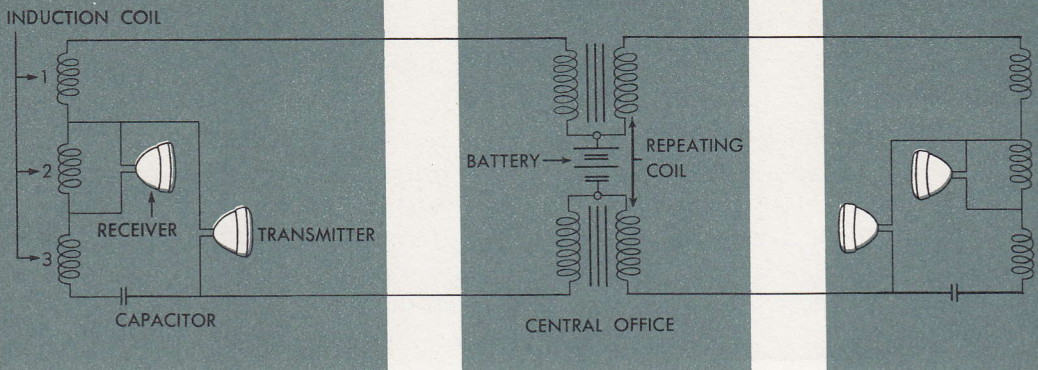 INDUCTION COIL
1
2
3
RECEIVER
TRANSMITTER
CAPACITOR
BATTERY
REPEATING
COIL
CENTRAL OFFICE